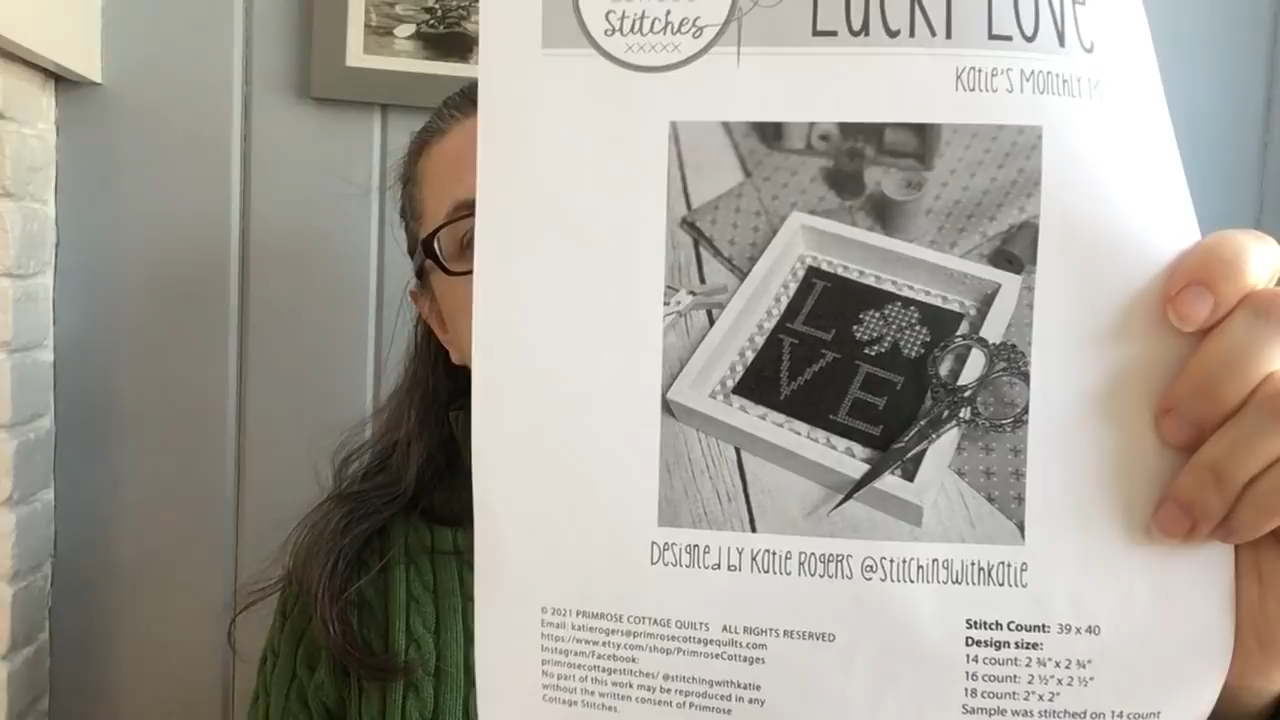 Stitches
XXXXX
Lucky Love
Katie's Monthly
L
VE
Designed by Katie Rogers @stitchingwithkatie
© 2021 PRIMROSE COTTAGE QUILTS ALL RIGHTS RESERVED
Email: katierogers@primrosecottagequilts.com
https://www.etsy.com/shop/PrimroseCottages
Instagram/Facebook:
primrosecottagestitches/ @stitchingwithkatie
No part of this work may be reproduced in any
without the written consent of Primrose
Cottage Stitches.
Stitch Count: 39 x 40
Design size:
14 count: 2 ¾" x 2 ¾"
16 count: 2 ½" x 2 ½"
18 count: 2" x 2"
Sample was stitched on 14 count